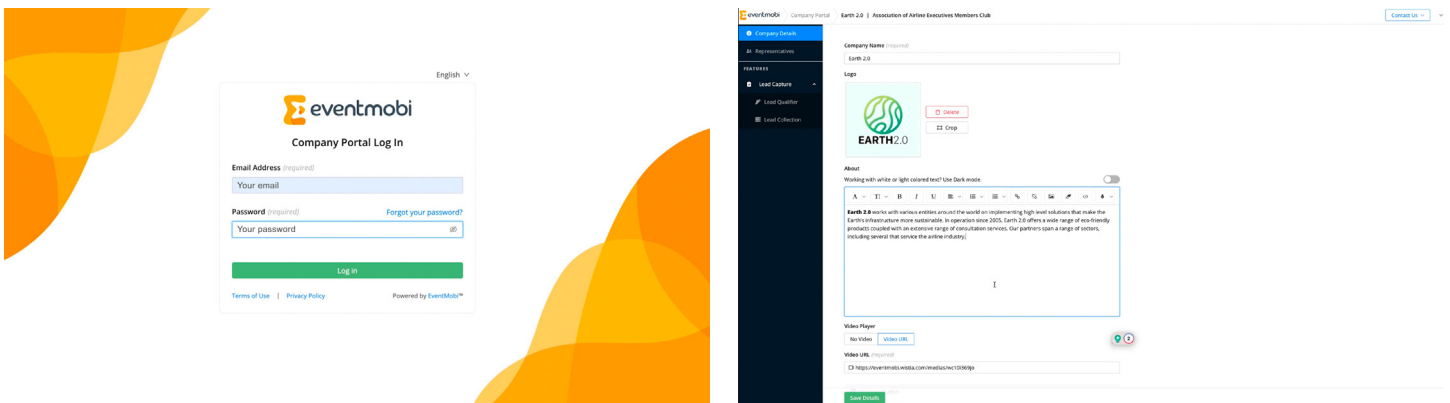 English
eventmobi
Company Portal Log In
Email Address (required)
Your email
Password (required) Forgot your password?
Your password
Log in
Terms of Use | Privacy Policy Powered by EventMobi™
eventmobi Company Portal Earth 2.0 | Association of Airline Executives Members Club Contact Us
Company Details
Representatives
FEATURES
Lead Capture
Lead Qualifier
Lead Collection
Company Name (required)
Earth 2.0
Logo
EARTH2.0
Delete
Crop
About
Working with white or light colored text? Use Dark mode.
A TI B I U
Earth 2.0 works with various entities around the world on implementing high level solutions that make the
Earth's infrastructure more sustainable. In operation since 2005, Earth 2.0 offers a wide range of eco-friendly
products coupled with an extensive range of consultation services. Our partners span a range of sectors,
including several that service the airline industry.
Video Player
No Video Video URL
2
Video URL (required)
Save Details